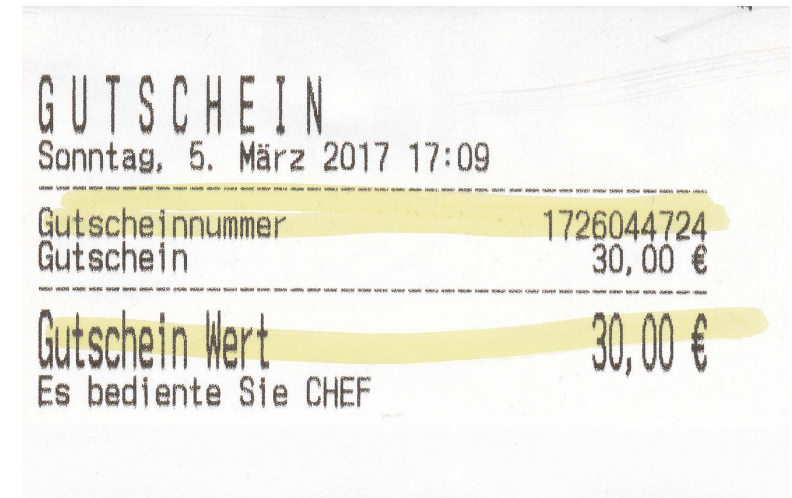 GUTSCHEIN
Sonntag, 5. März 2017 17:09
Gutscheinnummer 1726044724
Gutschein 30,00 €
Gutschein Wert 30,00 €
Es bediente Sie CHEF